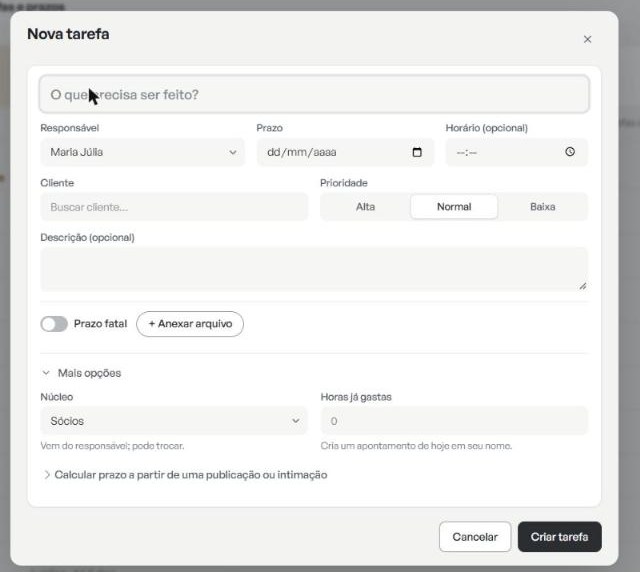 Nova tarefa
O que precisa ser feito?
Responsável Prazo Horário (opcional)
Maria Júlia dd/mm/aaaa --:--
Cliente Prioridade
Buscar cliente... Alta Normal Baixa
Descrição (opcional)
Prazo fatal + Anexar arquivo
Mais opções
Núcleo Horas já gastas
Sócios 0
Vem do responsável; pode trocar. Cria um apontamento de hoje em seu nome.
Calcular prazo a partir de uma publicação ou intimação
Cancelar Criar tarefa